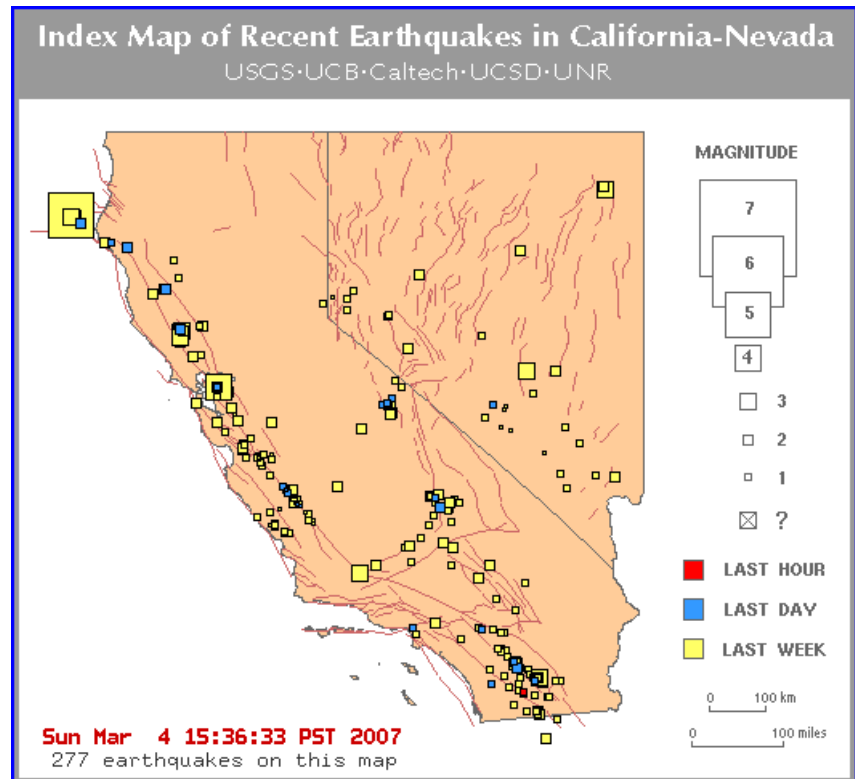 Index Map of Recent Earthquakes in California-Nevada
USGS·UCB·Caltech·UCSD·UNR
MAGNITUDE
7
6
5
4
3
2
1
?
LAST HOUR
LAST DAY
LAST WEEK
0 100 km
0 100 miles
Sun Mar 4 15:36:33 PST 2007
277 earthquakes on this map